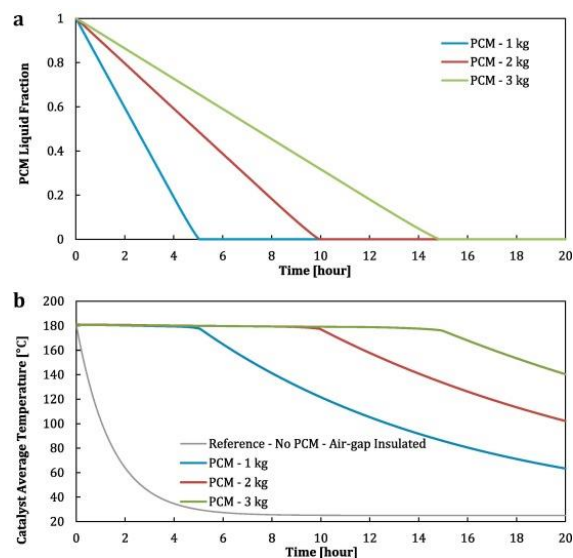 a
1
0.8
0.6
0.4
0.2
0
PCM Liquid Fraction
PCM - 1 kg
PCM - 2 kg
PCM - 3 kg
0 2 4 6 8 10 12 14 16 18 20
Time [hour]
b
200
180
160
140
120
100
80
60
40
20
Catalyst Average Temperature [°C]
Reference - No PCM - Air-gap Insulated
PCM - 1 kg
PCM - 2 kg
PCM - 3 kg
0 2 4 6 8 10 12 14 16 18 20
Time [hour]